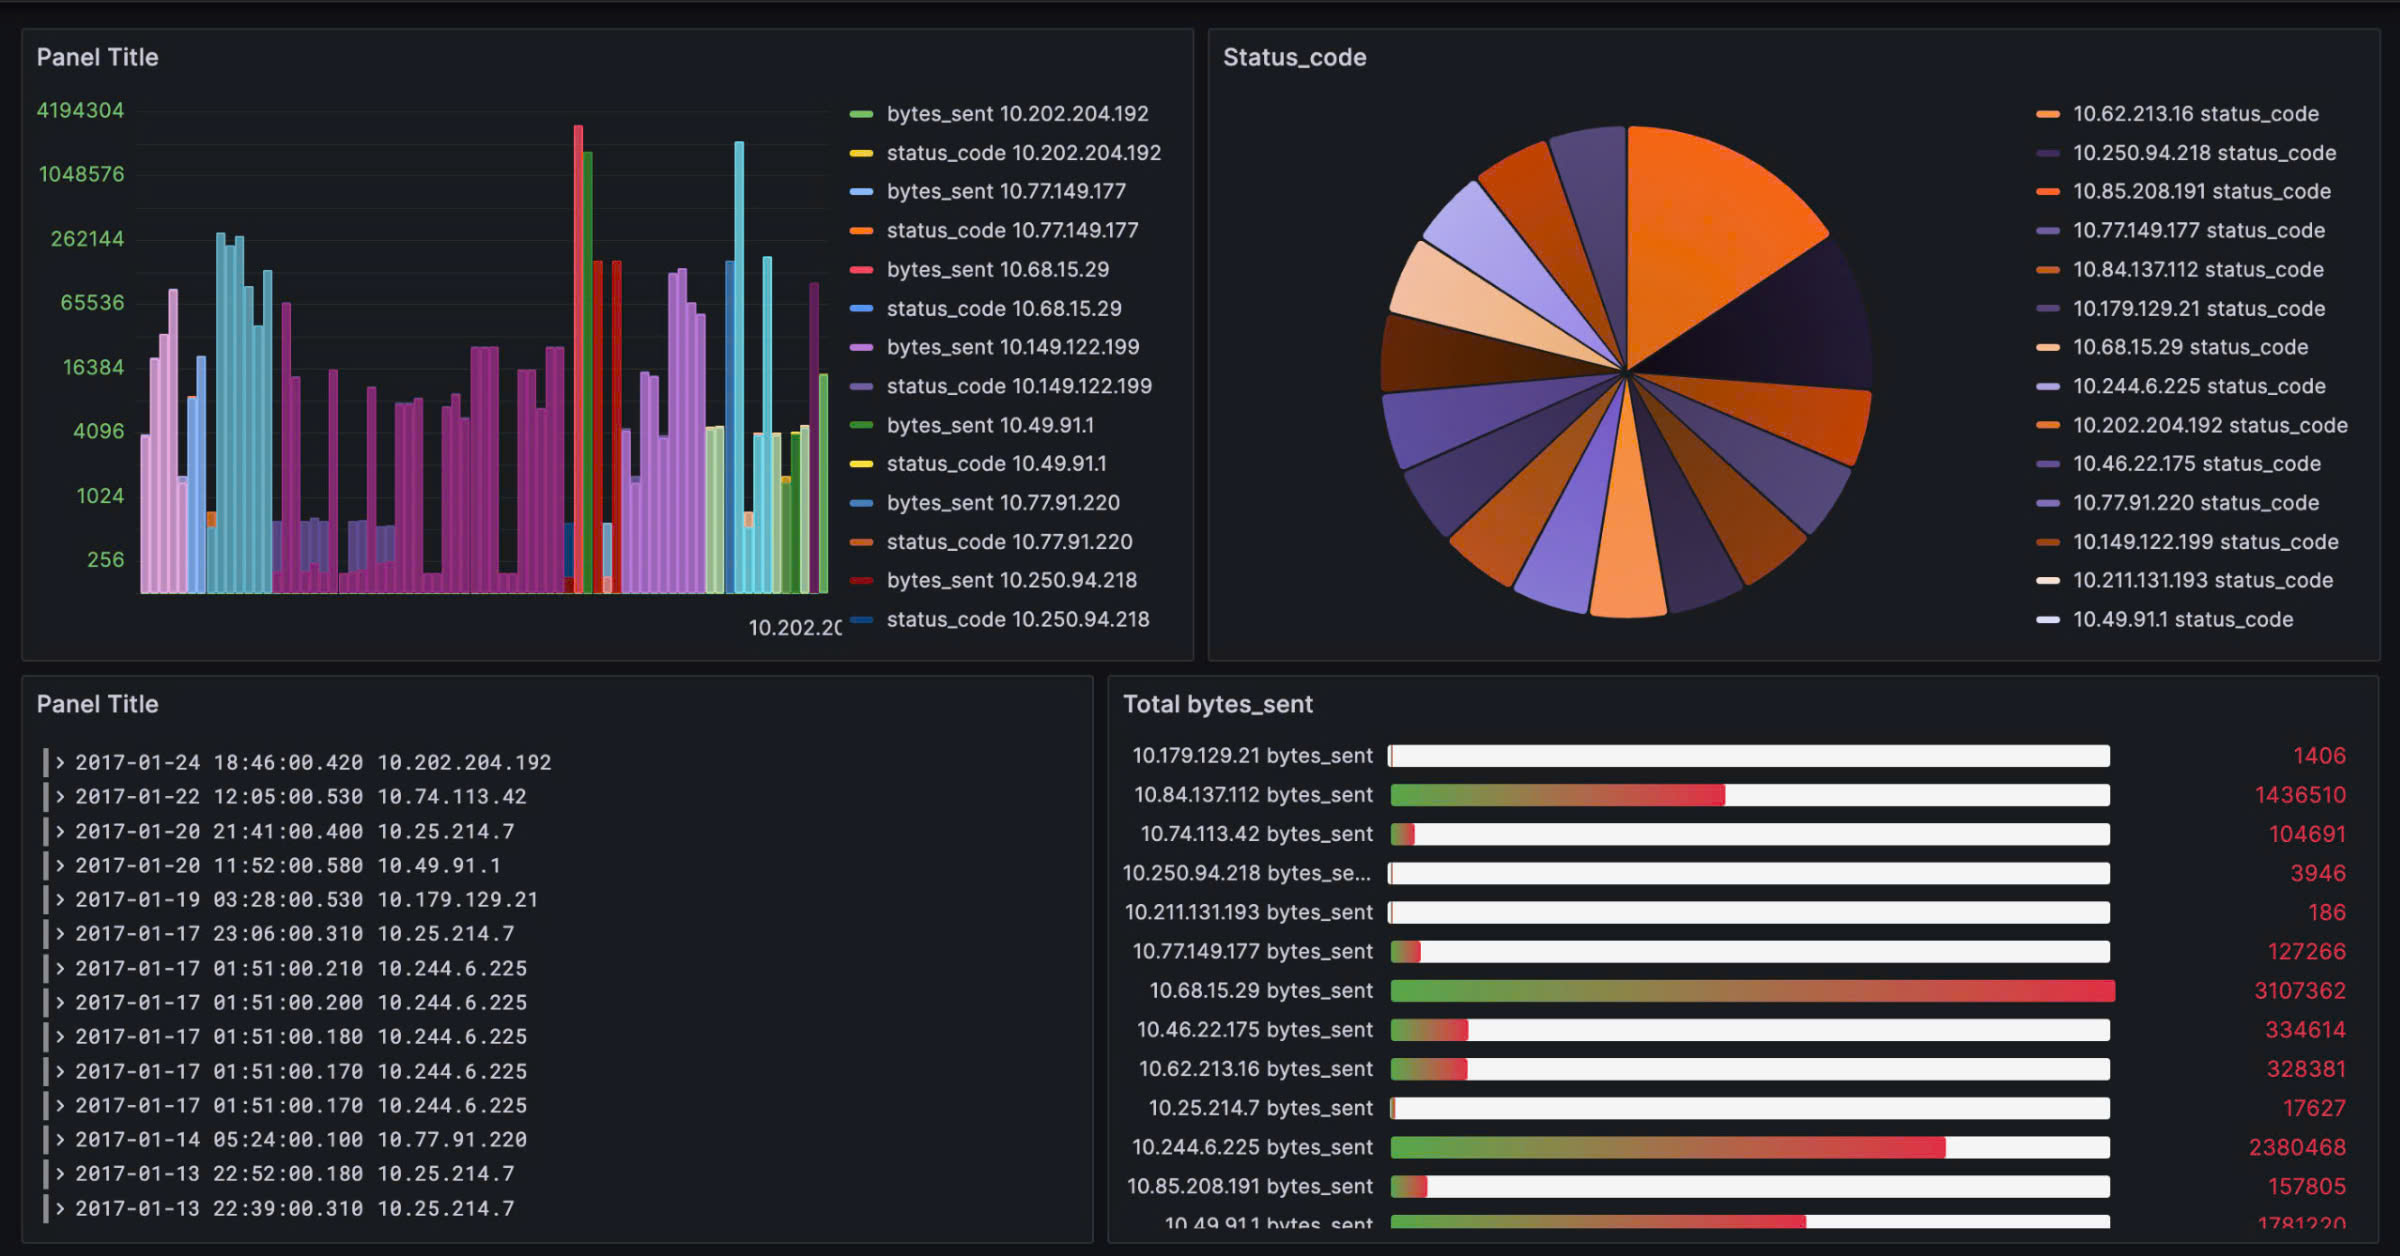 Panel Title
4194304
1048576
262144
65536
16384
4096
1024
256
10.202.20
bytes_sent 10.202.204.192
status_code 10.202.204.192
bytes_sent 10.77.149.177
status_code 10.77.149.177
bytes_sent 10.68.15.29
status_code 10.68.15.29
bytes_sent 10.149.122.199
status_code 10.149.122.199
bytes_sent 10.49.91.1
status_code 10.49.91.1
bytes_sent 10.77.91.220
status_code 10.77.91.220
bytes_sent 10.250.94.218
status_code 10.250.94.218
Status_code
10.62.213.16 status_code
10.250.94.218 status_code
10.85.208.191 status_code
10.77.149.177 status_code
10.84.137.112 status_code
10.179.129.21 status_code
10.68.15.29 status_code
10.244.6.225 status_code
10.202.204.192 status_code
10.46.22.175 status_code
10.77.91.220 status_code
10.149.122.199 status_code
10.211.131.193 status_code
10.49.91.1 status_code
Panel Title
> 2017-01-24 18:46:00.420 10.202.204.192
> 2017-01-22 12:05:00.530 10.74.113.42
> 2017-01-20 21:41:00.400 10.25.214.7
> 2017-01-20 11:52:00.580 10.49.91.1
> 2017-01-19 03:28:00.530 10.179.129.21
> 2017-01-17 23:06:00.310 10.25.214.7
> 2017-01-17 01:51:00.210 10.244.6.225
> 2017-01-17 01:51:00.200 10.244.6.225
> 2017-01-17 01:51:00.180 10.244.6.225
> 2017-01-17 01:51:00.170 10.244.6.225
> 2017-01-17 01:51:00.170 10.244.6.225
> 2017-01-14 05:24:00.100 10.77.91.220
> 2017-01-13 22:52:00.180 10.25.214.7
> 2017-01-13 22:39:00.310 10.25.214.7
Total bytes_sent
10.179.129.21 bytes_sent 1406
10.84.137.112 bytes_sent 1436510
10.74.113.42 bytes_sent 104691
10.250.94.218 bytes_se... 3946
10.211.131.193 bytes_sent 186
10.77.149.177 bytes_sent 127266
10.68.15.29 bytes_sent 3107362
10.46.22.175 bytes_sent 334614
10.62.213.16 bytes_sent 328381
10.25.214.7 bytes_sent 17627
10.244.6.225 bytes_sent 2380468
10.85.208.191 bytes_sent 157805
10.49.91.1 bytes_sent 1781220